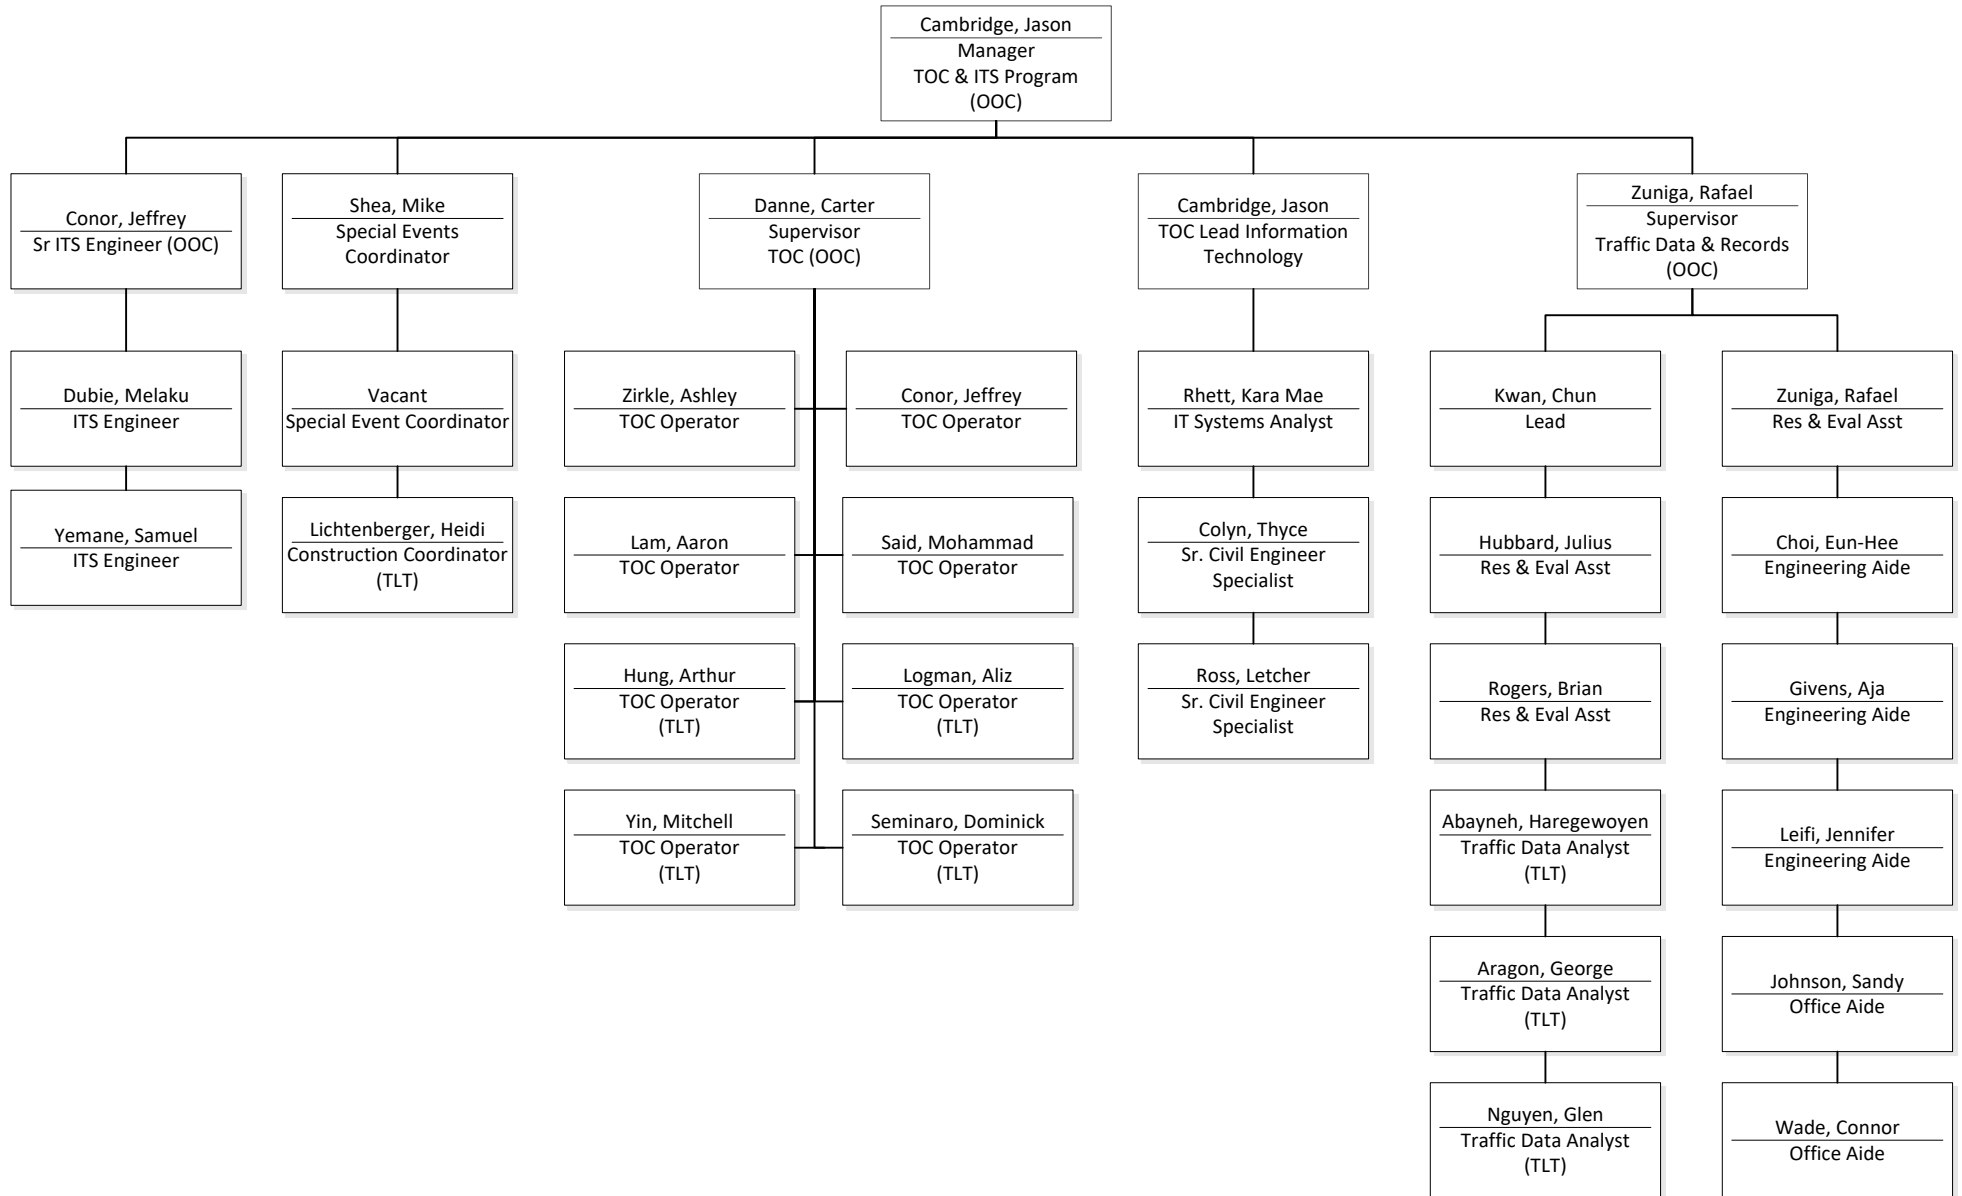 Cambridge, Jason
Manager
TOC & ITS Program
(OOC)
Conor, Jeffrey
Sr ITS Engineer (OOC)
Shea, Mike
Special Events
Coordinator
Danne, Carter
Supervisor
TOC (OOC)
Cambridge, Jason
TOC Lead Information
Technology
Zuniga, Rafael
Supervisor
Traffic Data & Records
(OOC)
Dubie, Melaku
ITS Engineer
Vacant
Special Event Coordinator
Zirkle, Ashley
TOC Operator
Conor, Jeffrey
TOC Operator
Rhett, Kara Mae
IT Systems Analyst
Kwan, Chun
Lead
Zuniga, Rafael
Res & Eval Asst
Yemane, Samuel
ITS Engineer
Lichtenberger, Heidi
Construction Coordinator
(TLT)
Lam, Aaron
TOC Operator
Said, Mohammad
TOC Operator
Colyn, Thyce
Sr. Civil Engineer
Specialist
Hubbard, Julius
Res & Eval Asst
Choi, Eun-Hee
Engineering Aide
Hung, Arthur
TOC Operator
(TLT)
Logman, Aliz
TOC Operator
(TLT)
Ross, Letcher
Sr. Civil Engineer
Specialist
Rogers, Brian
Res & Eval Asst
Givens, Aja
Engineering Aide
Yin, Mitchell
TOC Operator
(TLT)
Seminaro, Dominick
TOC Operator
(TLT)
Abayneh, Haregewoyen
Traffic Data Analyst
(TLT)
Leifi, Jennifer
Engineering Aide
Aragon, George
Traffic Data Analyst
(TLT)
Johnson, Sandy
Office Aide
Nguyen, Glen
Traffic Data Analyst
(TLT)
Wade, Connor
Office Aide